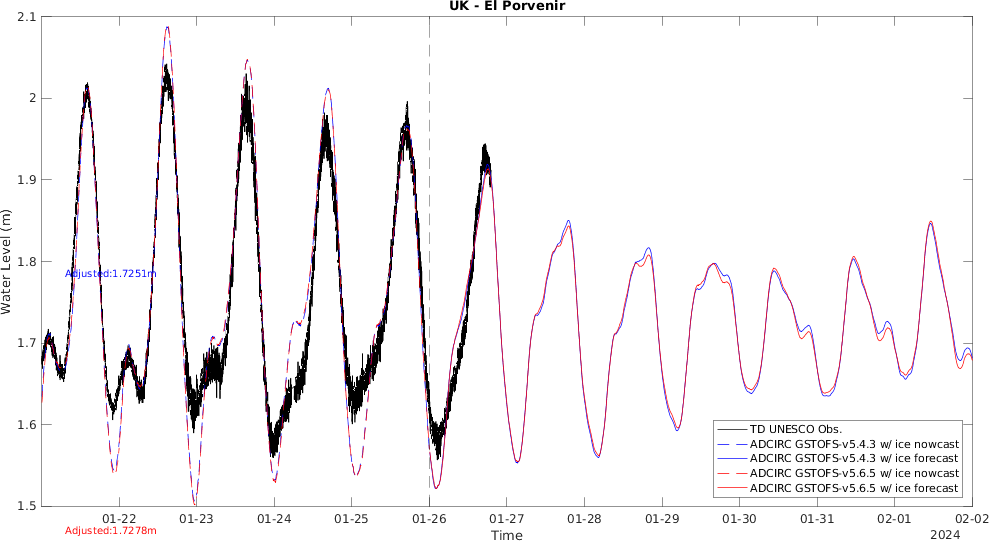 UK - El Porvenir
2.1
2
1.9
1.8
1.7
1.6
1.5
Water Level (m)
Adjusted:1.7251m
Adjusted:1.7278m
TD UNESCO Obs.
ADCIRC GSTOFS-v5.4.3 w/ ice nowcast
ADCIRC GSTOFS-v5.4.3 w/ ice forecast
ADCIRC GSTOFS-v5.6.5 w/ ice nowcast
ADCIRC GSTOFS-v5.6.5 w/ ice forecast
01-22 01-23 01-24 01-25 01-26 01-27 01-28 01-29 01-30 01-31 02-01 02-02
Time
2024